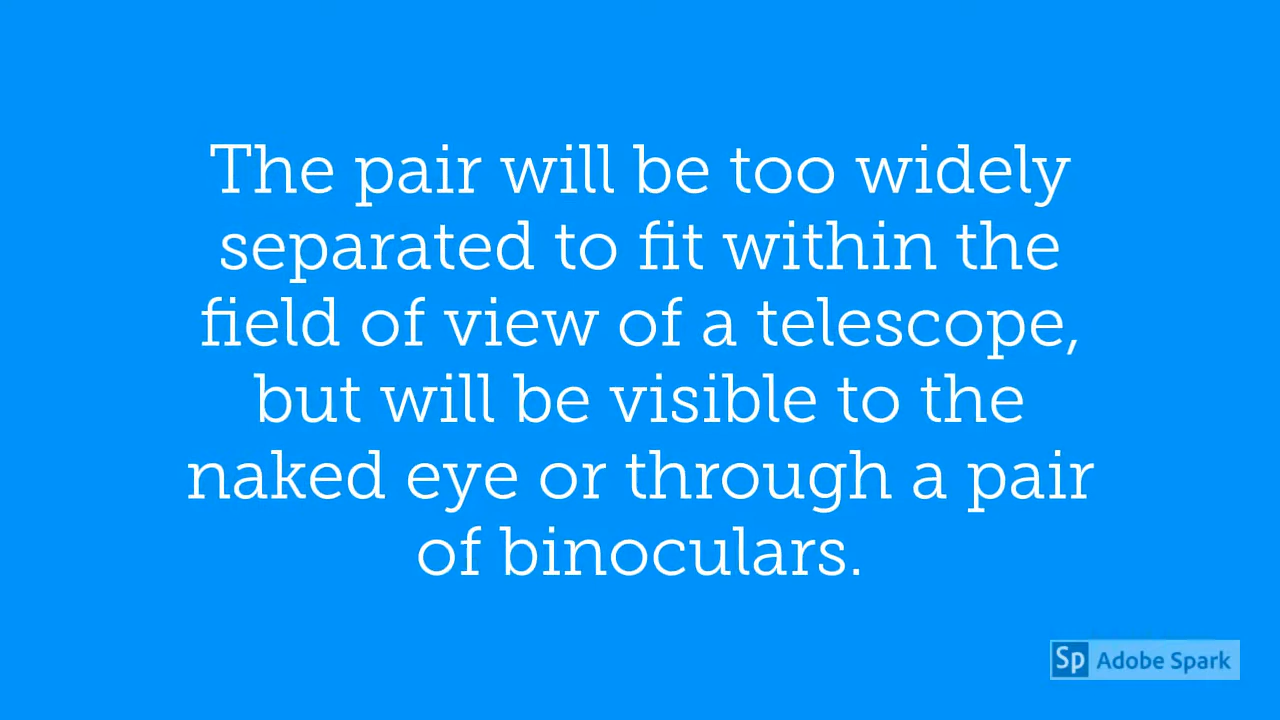 The pair will be too widely
separated to fit within the
field of view of a telescope,
but will be visible to the
naked eye or through a pair
of binoculars.
Sp Adobe Spark